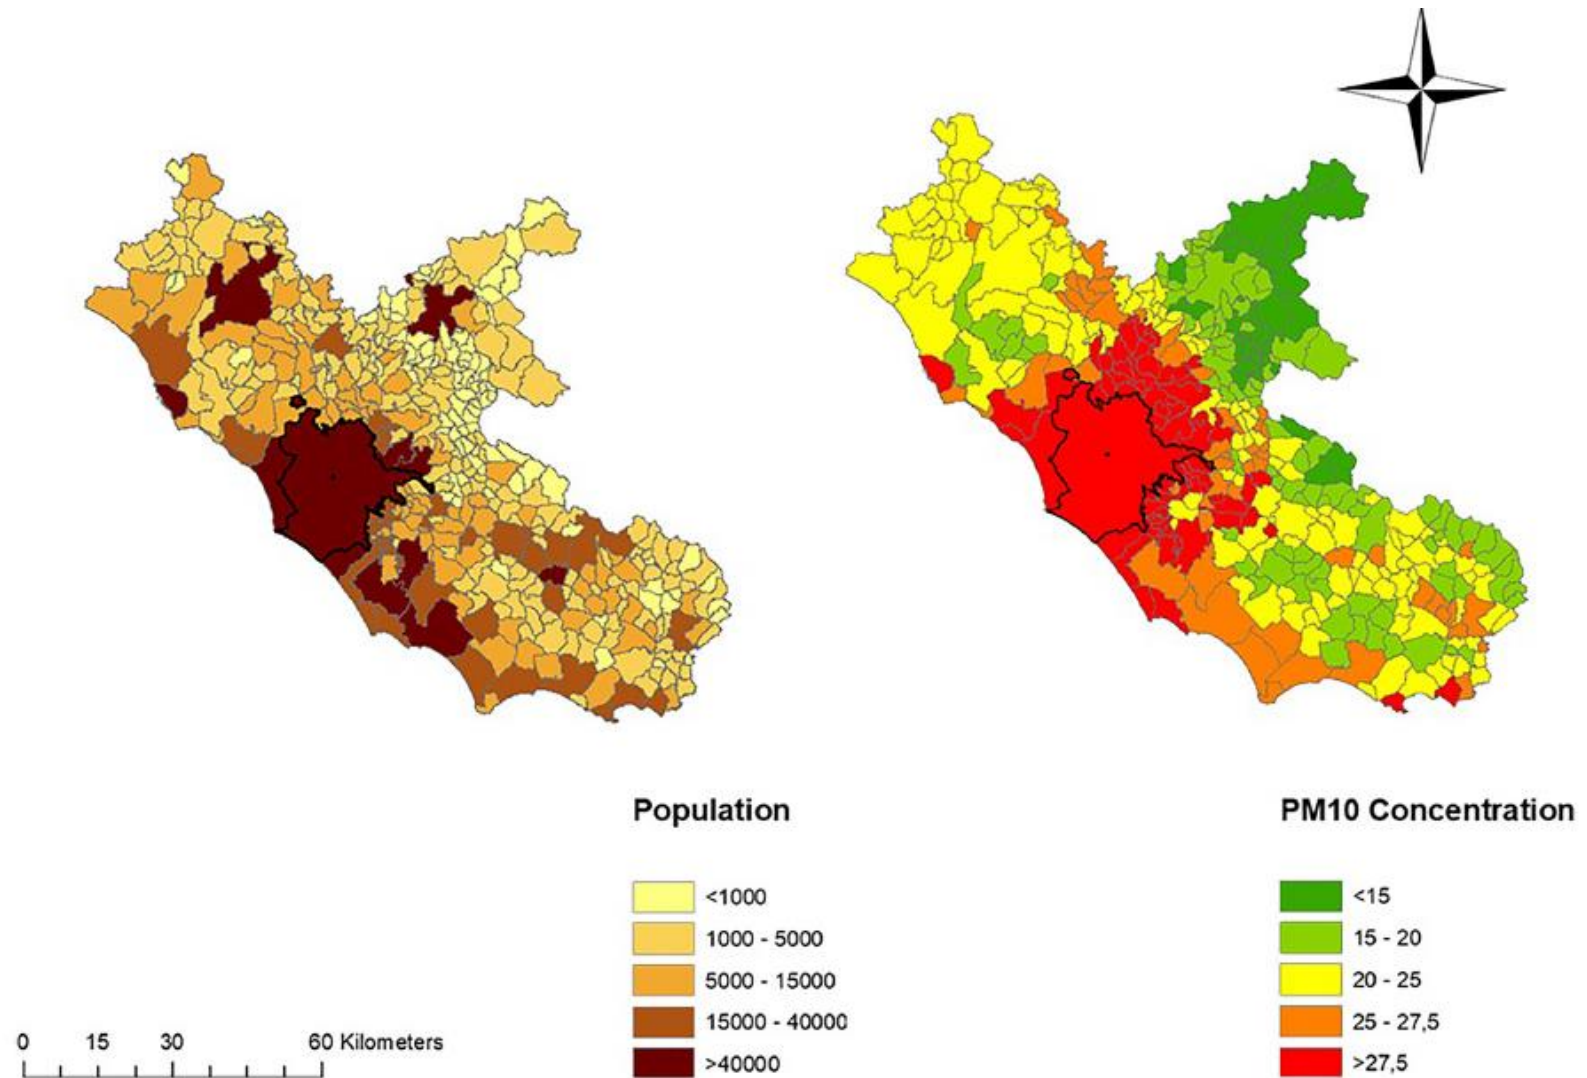 Population
<1000
1000 - 5000
5000 - 15000
15000 - 40000
>40000
PM10 Concentration
<15
15 - 20
20 - 25
25 - 27,5
>27,5
0 15 30 60 Kilometers